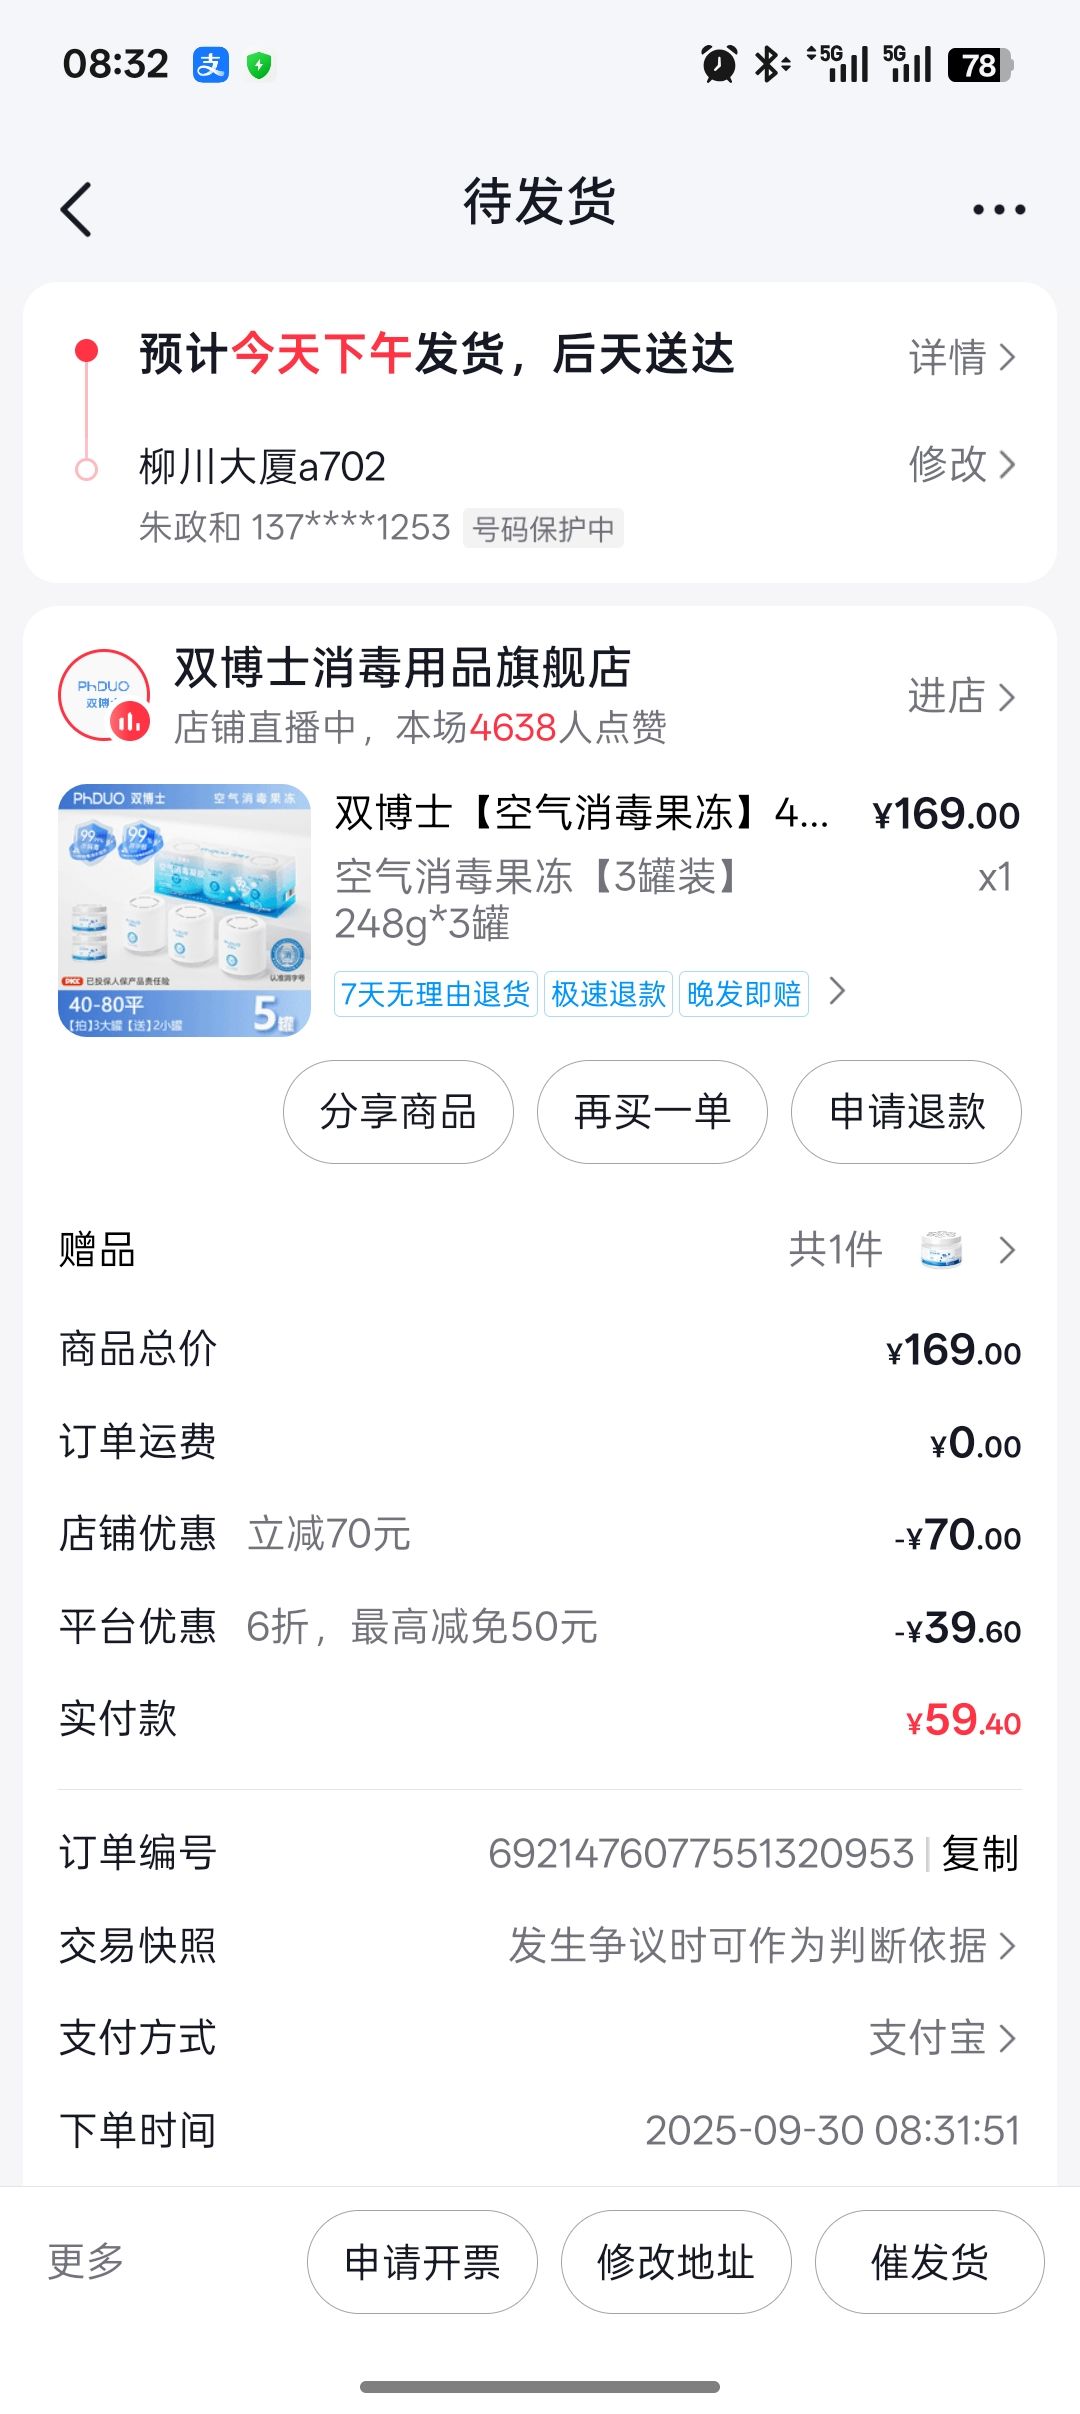 08:32 支 5G 5G 78
待发货
预计今天下午发货，后天送达 详情
柳川大厦a702 修改
朱政和 137****1253 号码保护中
双博士消毒用品旗舰店
店铺直播中，本场4638人点赞 进店
PhDUO 双博士 空气消毒果冻
双博士【空气消毒果冻】4... ¥169.00
空气消毒果冻【3罐装】 x1
248g*3罐
已投保人保产品责任险
40-80平
【拍】3大罐【送】2小罐 5罐
7天无理由退货 极速退款 晚发即赔
分享商品 再买一单 申请退款
赠品 共1件
商品总价 ¥169.00
订单运费 ¥0.00
店铺优惠 立减70元 -¥70.00
平台优惠 6折，最高减免50元 -¥39.60
实付款 ¥59.40
订单编号 6921476077551320953 | 复制
交易快照 发生争议时可作为判断依据
支付方式 支付宝
下单时间 2025-09-30 08:31:51
更多 申请开票 修改地址 催发货